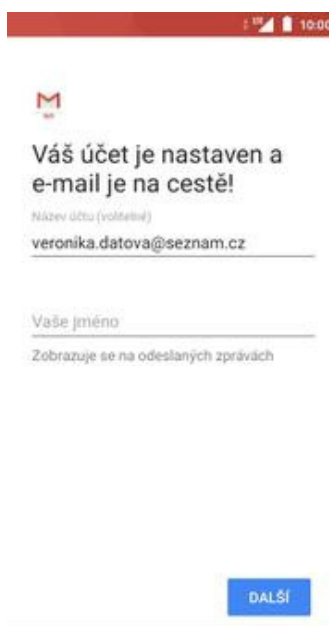 10:00
Váš účet je nastaven a
e-mail je na cestě!
Název účtu (volitelné)
veronika.datova@seznam.cz
Vaše jméno
Zobrazuje se na odeslaných zprávách
DALŠÍ